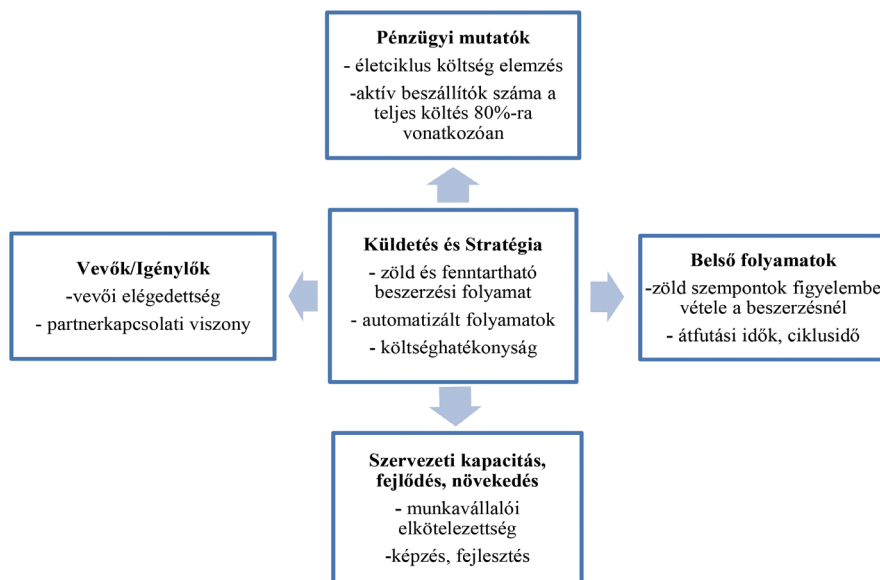 Pénzügyi mutatók
- életciklus költség elemzés
-aktív beszállítók száma a
teljes költés 80%-ra
vonatkozóan
Vevők/Igénylők
-vevői elégedettség
- partnerkapcsolati viszony
Küldetés és Stratégia
- zöld és fenntartható
beszerzési folyamat
- automatizált folyamatok
- költséghatékonyság
Belső folyamatok
-zöld szempontok figyelembe
vétele a beszerzésnél
- átfutási idők, ciklusidő
Szervezeti kapacitás,
fejlődés, növekedés
- munkavállalói
elkötelezettség
-képzés, fejlesztés